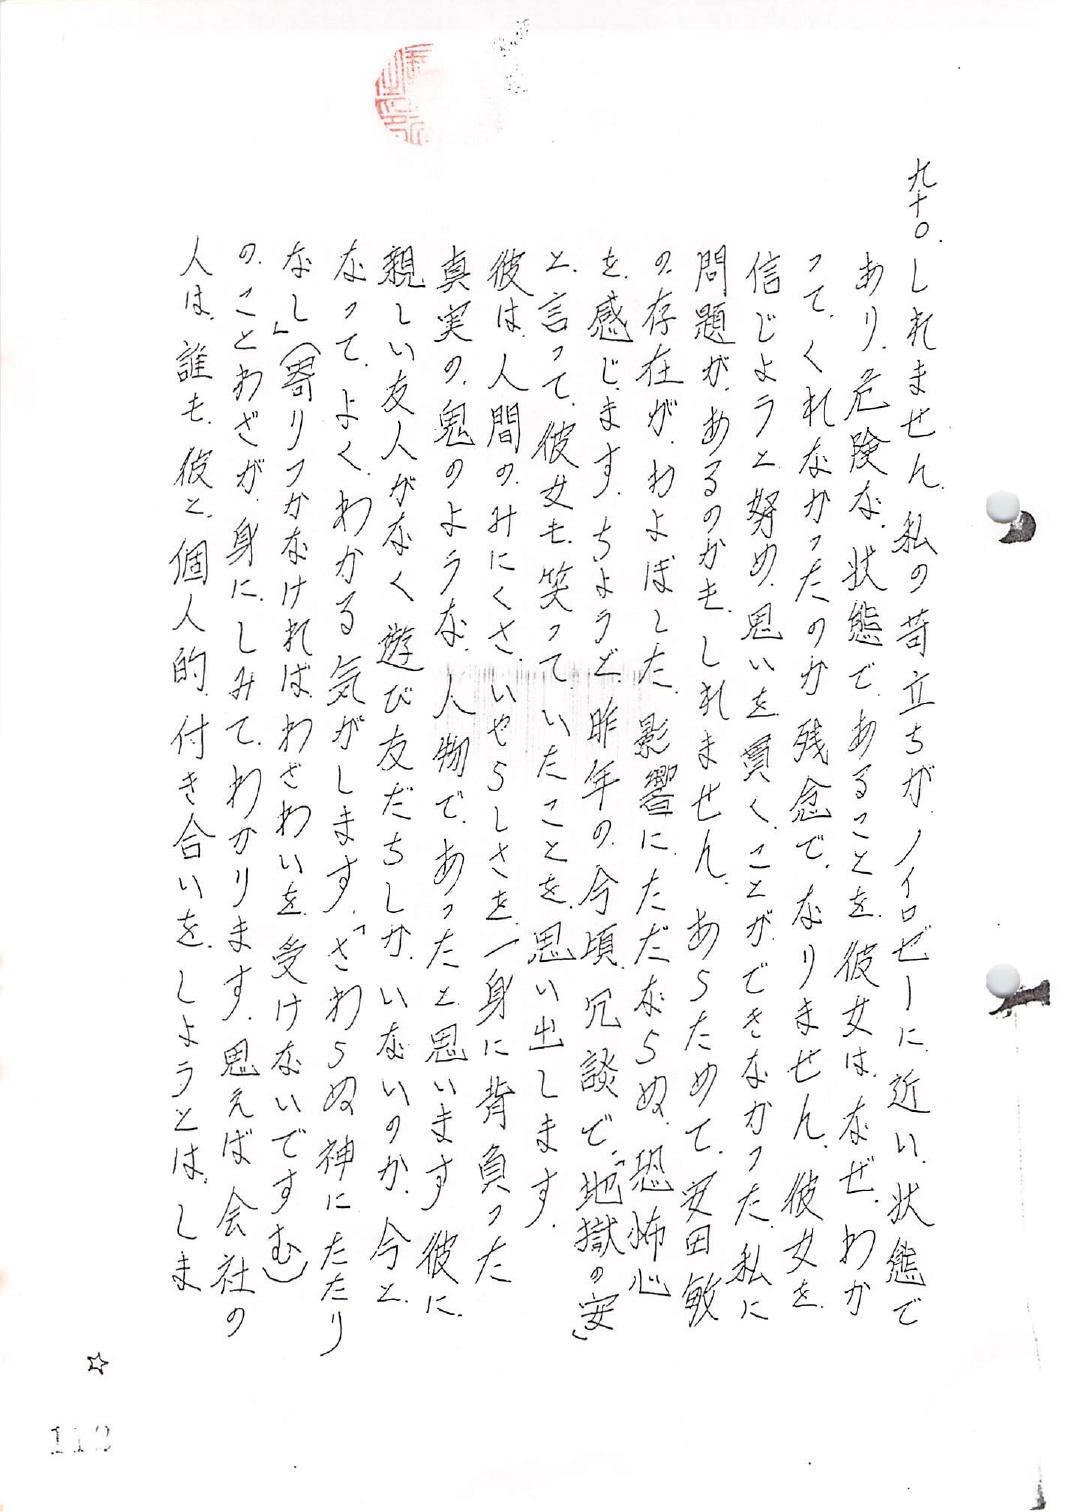 九十。しれません、私の苛立ちが、ノイロゼーに、近い、状態で
あり、危険な、状態で、あることを、彼女は、なぜ、わか
って、くれなかったのか、残念で、なりません、彼女を、
信じようと、努め、思いを、貫く、ことが、できなかった、私に
問題が、あるのかも、しれません、あらためて、安田敏
の、存在が、およぼした、影響に、ただならぬ、恐怖心
を、感じます、ちょうど、昨年の、今頃、冗談で、「地獄の安」
と、言って、彼女も、笑って、いたことを、思い出します.
彼は、人間のみにくさ、いやらしさを、一身に背負った
真実の、鬼のような、人物で、あったと思います 彼に、
親しい友人がなく遊び友だちしか、いないのか、今と、
なって、よく、わかる気がします、「さわらぬ神にたたり
なし」(寄りつかなければ、わざわいを、受けないですむ)
の、ことわざが、身に、しみて、わかります、思えば会社の
人は、誰も、彼と、個人的、付き合いを、しようとは、しま
☆
112